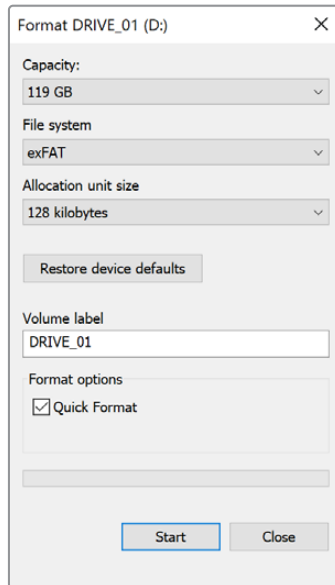 Format DRIVE_01 (D:)
Capacity:
119 GB
File system
exFAT
Allocation unit size
128 kilobytes
Restore device defaults
Volume label
DRIVE_01
Format options
Quick Format
Start Close